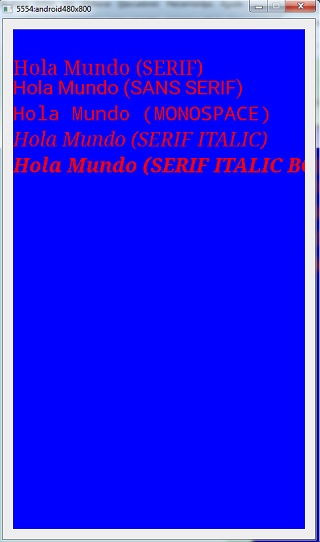 5554:android480x800
Hola Mundo (SERIF)
Hola Mundo (SANS SERIF)
Hola Mundo (MONOSPACE)
Hola Mundo (SERIF ITALIC)
Hola Mundo (SERIF ITALIC BO